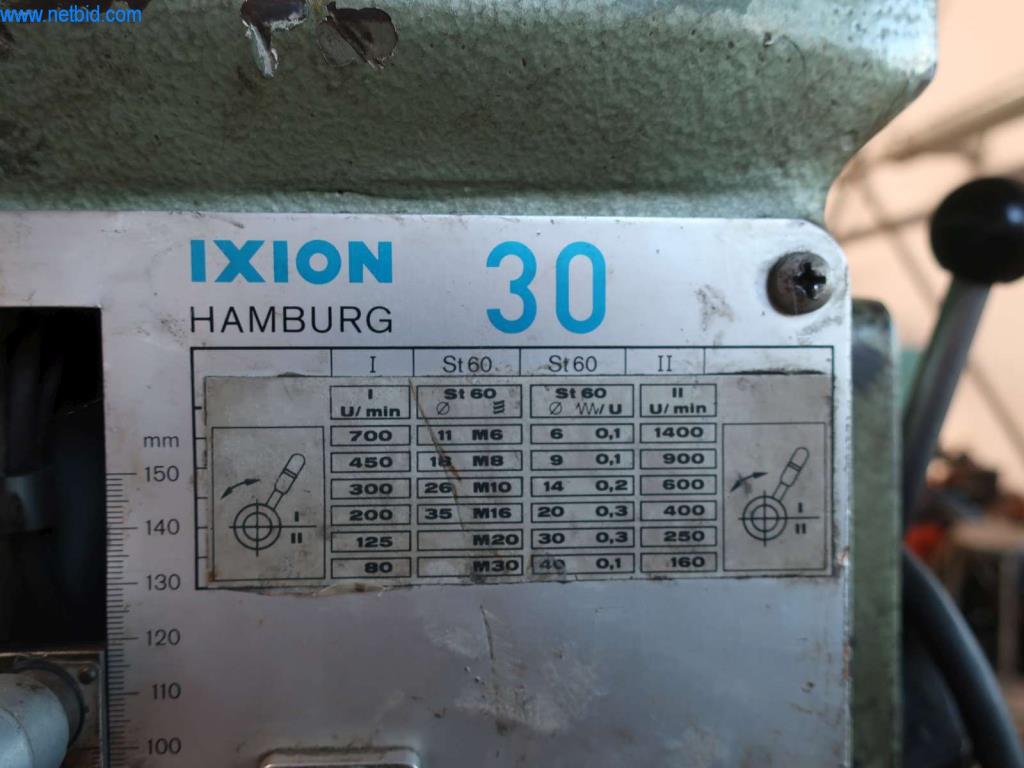 www.netbid.com
IXION 30
HAMBURG
I St60 St60 II
I St 60 St 60 II
U/min ∅ ∅ /U U/min
700 11 M6 6 0,1 1400
450 18 M8 9 0,1 900
300 26 M10 14 0,2 600
200 35 M16 20 0,3 400
125 M20 30 0,3 250
80 M30 40 0,1 160
I I
II II
mm
150
140
130
120
110
100